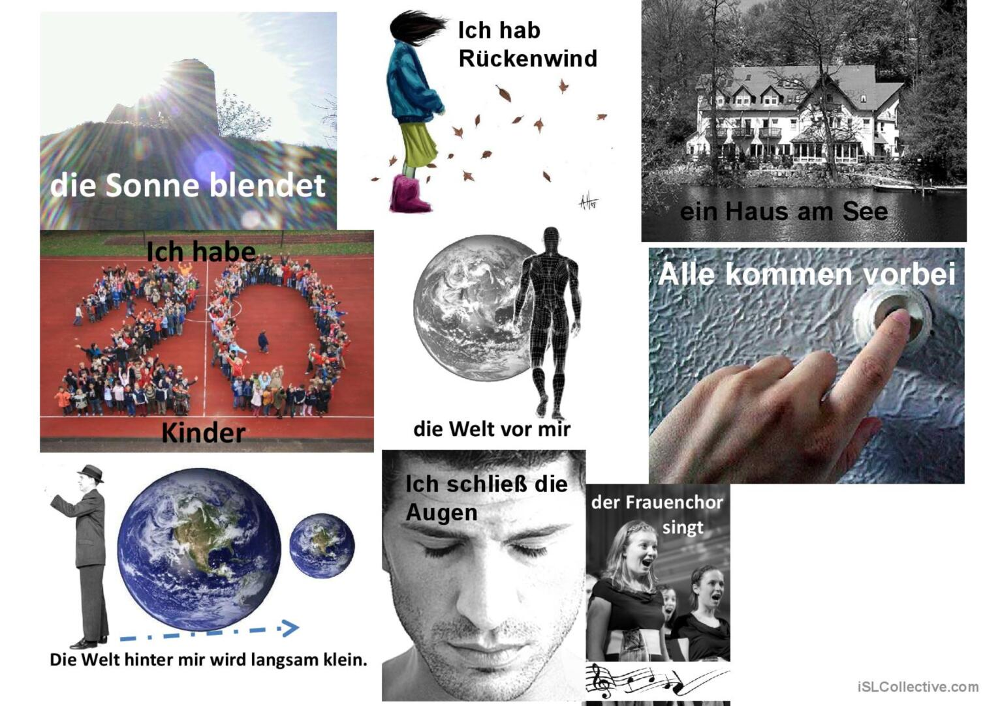 die Sonne blendet
Ich hab
Rückenwind
ein Haus am See
Ich habe
Kinder
die Welt vor mir
Alle kommen vorbei
Die Welt hinter mir wird langsam klein.
Ich schließ die
Augen
der Frauenchor
singt
iSLCollective.com